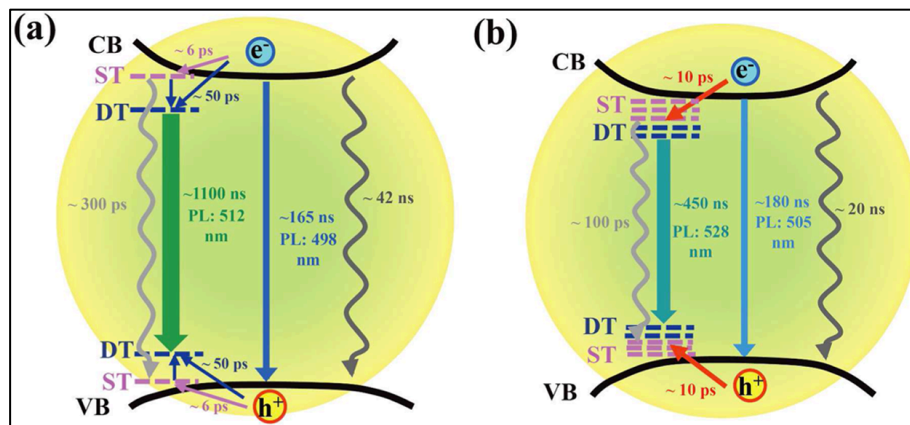 (a)
CB
~ 6 ps
e-
ST
~ 50 ps
DT
~ 300 ps
~1100 ns
PL: 512
nm
~165 ns
PL: 498
nm
~ 42 ns
DT
~ 50 ps
ST
~ 6 ps
h+
VB
(b)
CB
~ 10 ps
e-
ST
DT
~ 100 ps
~450 ns
PL: 528
nm
~180 ns
PL: 505
nm
~ 20 ns
DT
ST
~ 10 ps
h+
VB